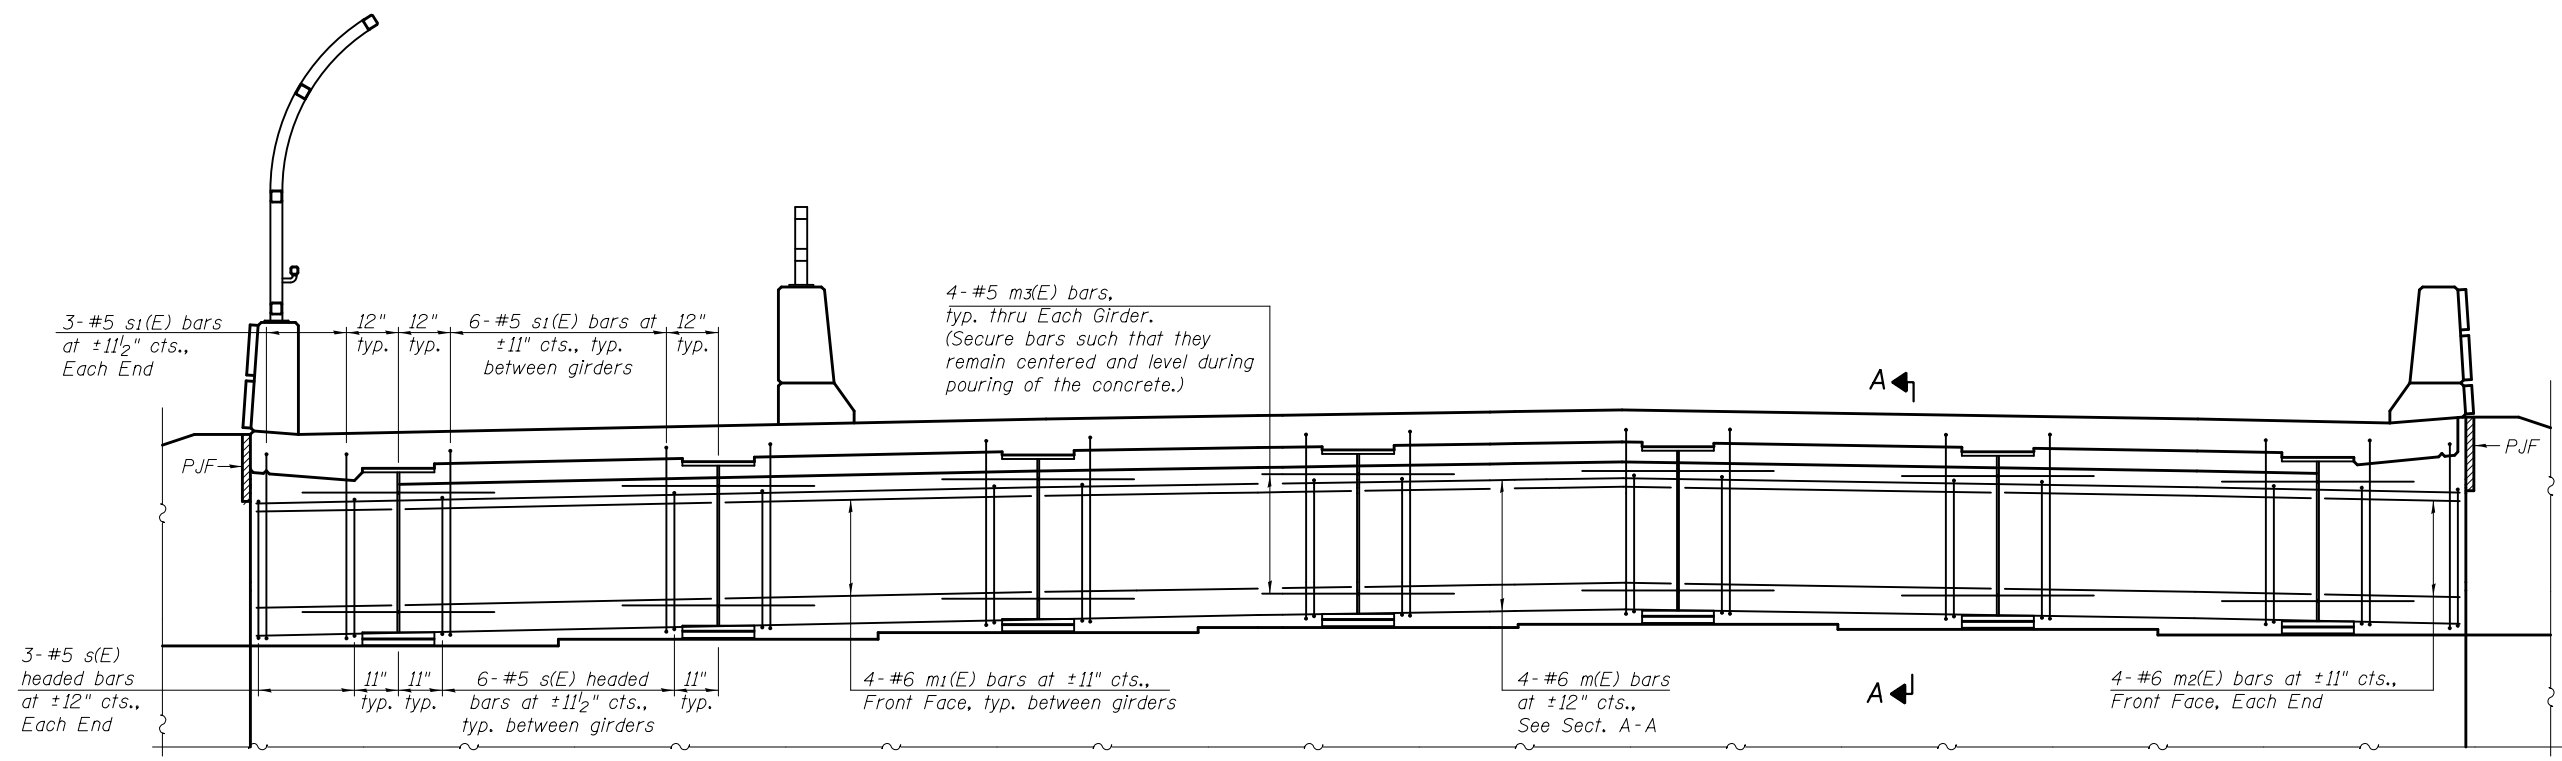 3-#5 s1(E) bars
at ±11½" cts.,
Each End
12"
typ.
12"
typ.
6-#5 s1(E) bars at
±11" cts., typ.
between girders
12"
typ.
4-#5 m3(E) bars,
typ. thru Each Girder.
(Secure bars such that they
remain centered and level during
pouring of the concrete.)
A
PJF
PJF
3-#5 s(E)
headed bars
at ±12" cts.,
Each End
11"
typ.
11"
typ.
6-#5 s(E) headed
bars at ±11½" cts.,
typ. between girders
11"
typ.
4-#6 m1(E) bars at ±11" cts.,
Front Face, typ. between girders
4-#6 m(E) bars
at ±12" cts.,
See Sect. A-A
A
4-#6 m2(E) bars at ±11" cts.,
Front Face, Each End